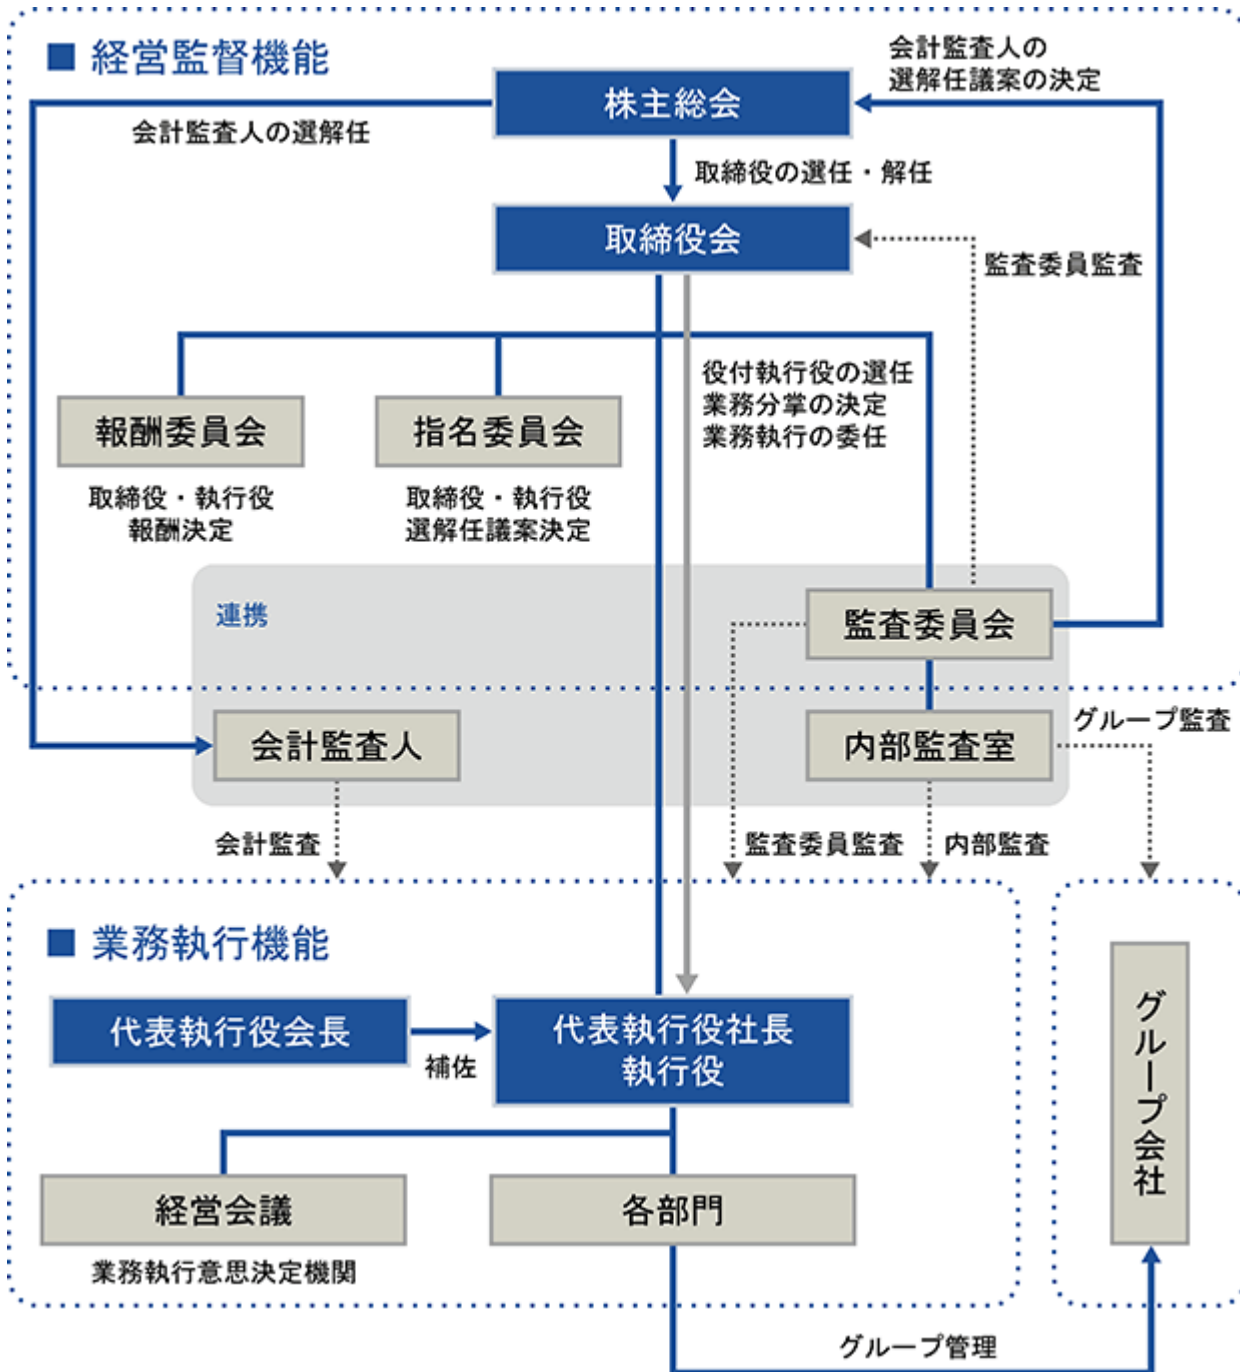 ■ 経営監督機能
会計監査人の
選解任議案の決定
株主総会
会計監査人の選解任
取締役の選任・解任
取締役会
監査委員監査
役付執行役の選任
業務分掌の決定
業務執行の委任
報酬委員会
指名委員会
取締役・執行役
報酬決定
取締役・執行役
選解任議案決定
連携
監査委員会
グループ監査
会計監査人
内部監査室
会計監査
監査委員監査
内部監査
■ 業務執行機能
代表執行役会長
補佐
代表執行役社長
執行役
グループ会社
経営会議
各部門
業務執行意思決定機関
グループ管理